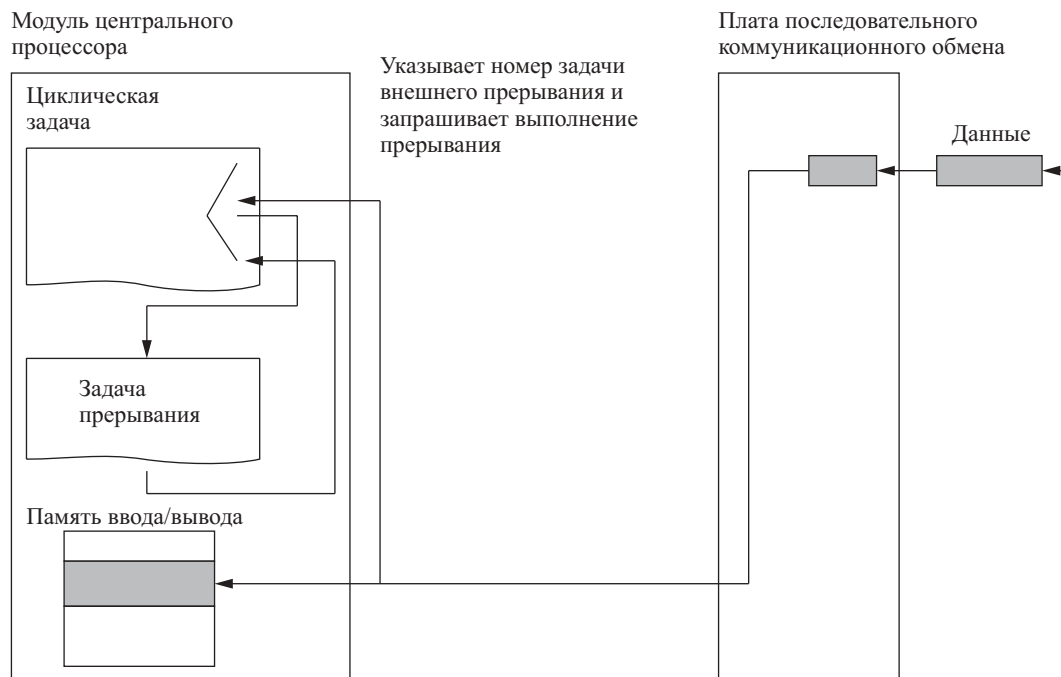 Модуль центрального
процессора
Плата последовательного
коммуникационного обмена
Указывает номер задачи
внешнего прерывания и
запрашивает выполнение
прерывания
Циклическая
задача
Данные
Задача
прерывания
Память ввода/вывода